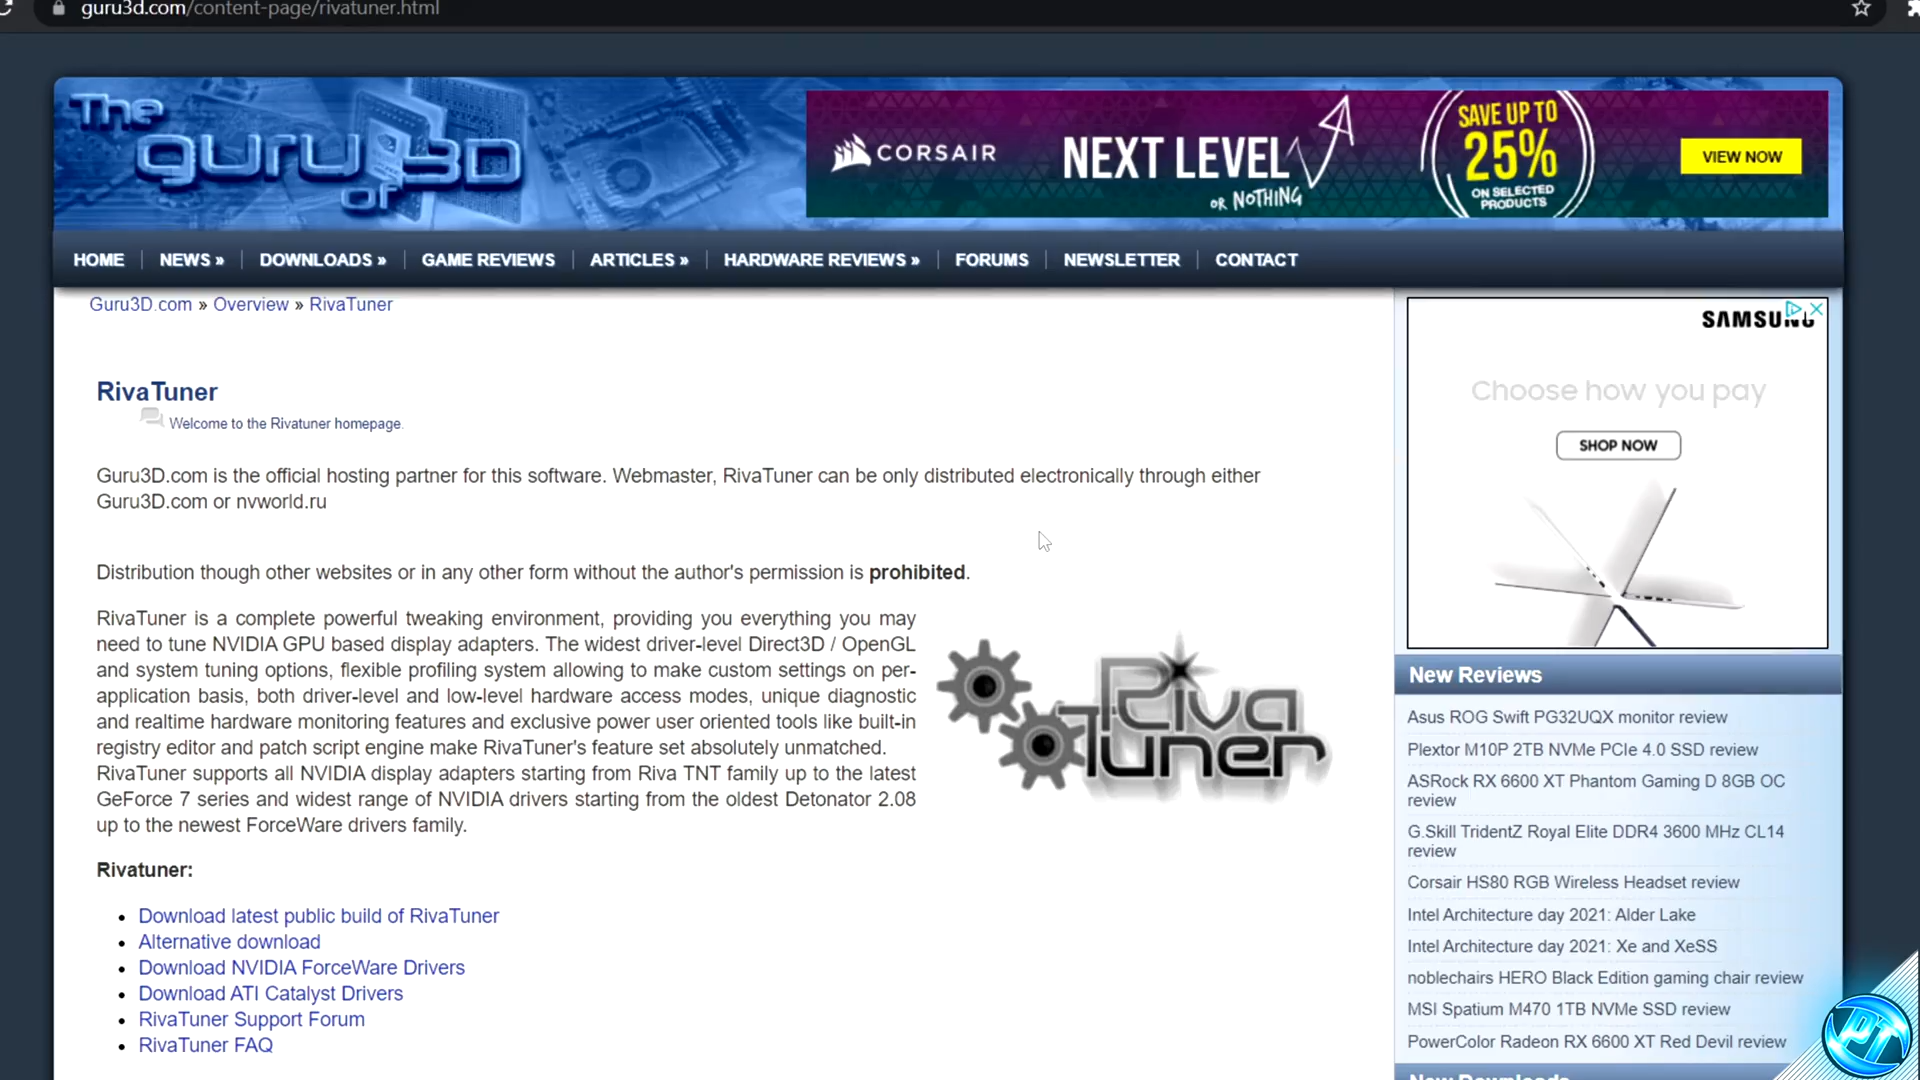 guru3d.com/content-page/rivatuner.html
The
guru
of
3D
CORSAIR
NEXT LEVEL
OR NOTHING
SAVE UP TO
25%
ON SELECTED
PRODUCTS
VIEW NOW
HOME NEWS » DOWNLOADS » GAME REVIEWS ARTICLES » HARDWARE REVIEWS » FORUMS NEWSLETTER CONTACT
Guru3D.com » Overview » RivaTuner
RivaTuner
Welcome to the Rivatuner homepage.
Guru3D.com is the official hosting partner for this software. Webmaster, RivaTuner can be only distributed electronically through either
Guru3D.com or nvworld.ru
Distribution though other websites or in any other form without the author's permission is prohibited.
RivaTuner is a complete powerful tweaking environment, providing you everything you may
need to tune NVIDIA GPU based display adapters. The widest driver-level Direct3D / OpenGL
and system tuning options, flexible profiling system allowing to make custom settings on per-
application basis, both driver-level and low-level hardware access modes, unique diagnostic
and realtime hardware monitoring features and exclusive power user oriented tools like built-in
registry editor and patch script engine make RivaTuner's feature set absolutely unmatched.
RivaTuner supports all NVIDIA display adapters starting from Riva TNT family up to the latest
GeForce 7 series and widest range of NVIDIA drivers starting from the oldest Detonator 2.08
up to the newest ForceWare drivers family.
Riva
Tuner
Rivatuner:
Download latest public build of RivaTuner
Alternative download
Download NVIDIA ForceWare Drivers
Download ATI Catalyst Drivers
RivaTuner Support Forum
RivaTuner FAQ
SAMSUNG
Choose how you pay
SHOP NOW
New Reviews
Asus ROG Swift PG32UQX monitor review
Plextor M10P 2TB NVMe PCIe 4.0 SSD review
ASRock RX 6600 XT Phantom Gaming D 8GB OC
review
G.Skill TridentZ Royal Elite DDR4 3600 MHz CL14
review
Corsair HS80 RGB Wireless Headset review
Intel Architecture day 2021: Alder Lake
Intel Architecture day 2021: Xe and XeSS
noblechairs HERO Black Edition gaming chair review
MSI Spatium M470 1TB NVMe SSD review
PowerColor Radeon RX 6600 XT Red Devil review
New Downloads